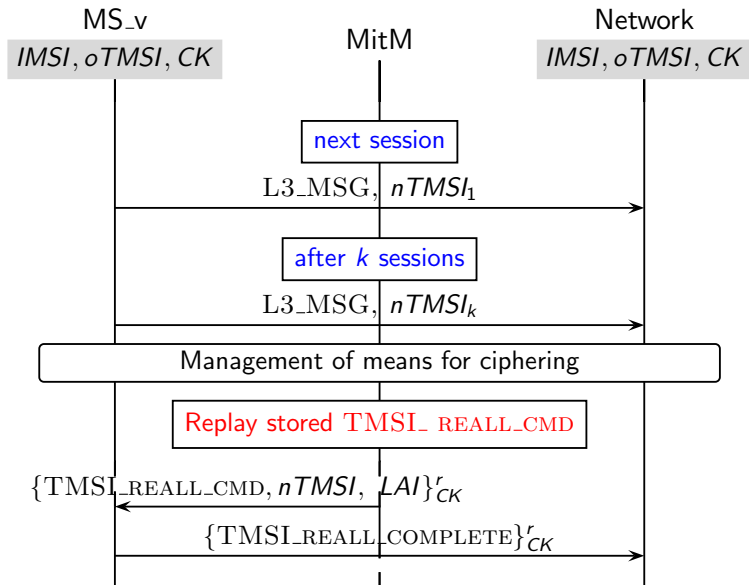 MS_v MitM Network
IMSI, oTMSI, CK IMSI, oTMSI, CK
next session
L3_MSG, nTMSI₁
after k sessions
L3_MSG, nTMSIₖ
Management of means for ciphering
Replay stored TMSI_ REALL_CMD
{TMSI_REALL_CMD, nTMSI, LAI}ʳ_CK
{TMSI_REALL_COMPLETE}ʳ_CK